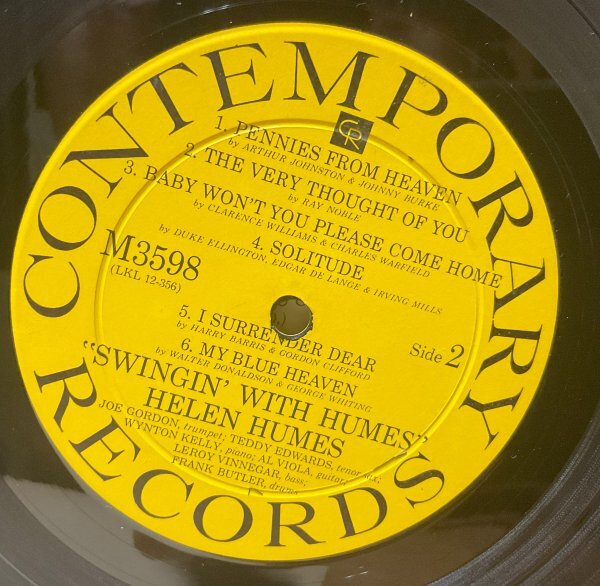 CONTEMPORARY
CR
1. PENNIES FROM HEAVEN
by ARTHUR JOHNSTON & JOHNNY BURKE
2. THE VERY THOUGHT OF YOU
by RAY NOBLE
3. BABY WON'T YOU PLEASE COME HOME
by CLARENCE WILLIAMS & CHARLES WARFIELD
4. SOLITUDE
by DUKE ELLINGTON, EDGAR DE LANGE & IRVING MILLS
M3598
(LKL 12-356)
5. I SURRENDER DEAR
by HARRY BARRIS & GORDON CLIFFORD
Side 2
6. MY BLUE HEAVEN
by WALTER DONALDSON & GEORGE WHITING
"SWINGIN' WITH HUMES"
HELEN HUMES
JOE GORDON, trumpet; TEDDY EDWARDS, tenor sax;
WYNTON KELLY, piano; AL VIOLA, guitar;
LEROY VINNEGAR, bass;
FRANK BUTLER, drums
RECORDS